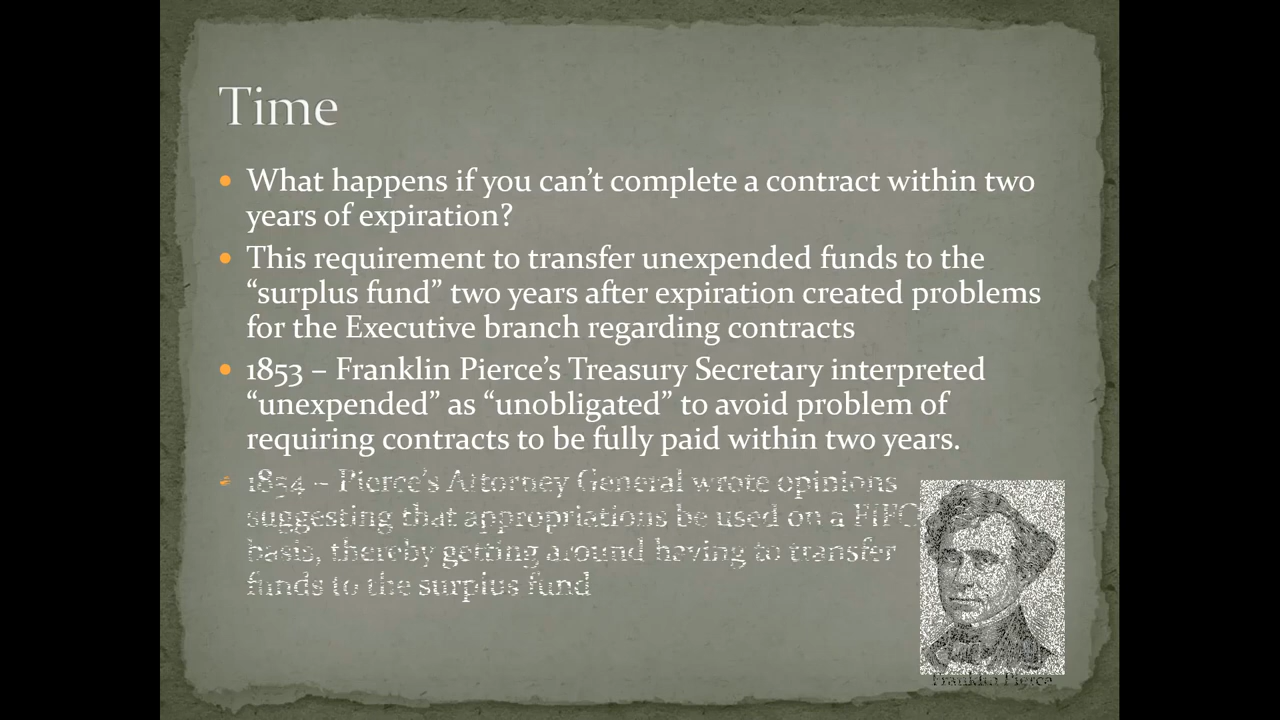 Time
What happens if you can’t complete a contract within two
years of expiration?
This requirement to transfer unexpended funds to the
“surplus fund” two years after expiration created problems
for the Executive branch regarding contracts
1853 – Franklin Pierce’s Treasury Secretary interpreted
“unexpended” as “unobligated” to avoid problem of
requiring contracts to be fully paid within two years.
1854 – Pierce’s Attorney General wrote opinions
suggesting that appropriations be used on a FIFO
basis, thereby getting around having to transfer
funds to the surplus fund
Franklin Pierce